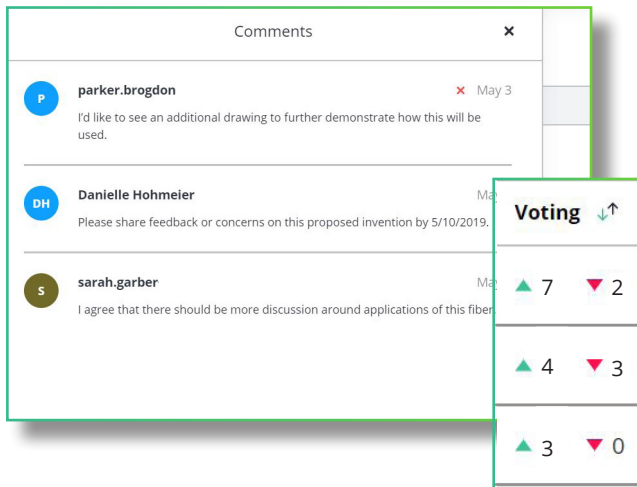 Comments
P
parker.brogdon
May 3
I'd like to see an additional drawing to further demonstrate how this will be
used.
DH
Danielle Hohmeier
Please share feedback or concerns on this proposed invention by 5/10/2019.
S
sarah.garber
I agree that there should be more discussion around applications of this fiber
Voting
7 2
4 3
3 0